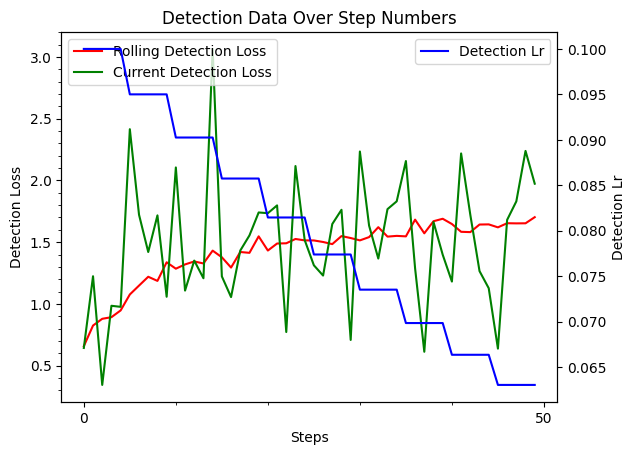 Detection Data Over Step Numbers
Rolling Detection Loss
Current Detection Loss
Detection Lr
3.0
2.5
2.0
1.5
1.0
0.5
Detection Loss
0.100
0.095
0.090
0.085
0.080
0.075
0.070
0.065
Detection Lr
0
50
Steps